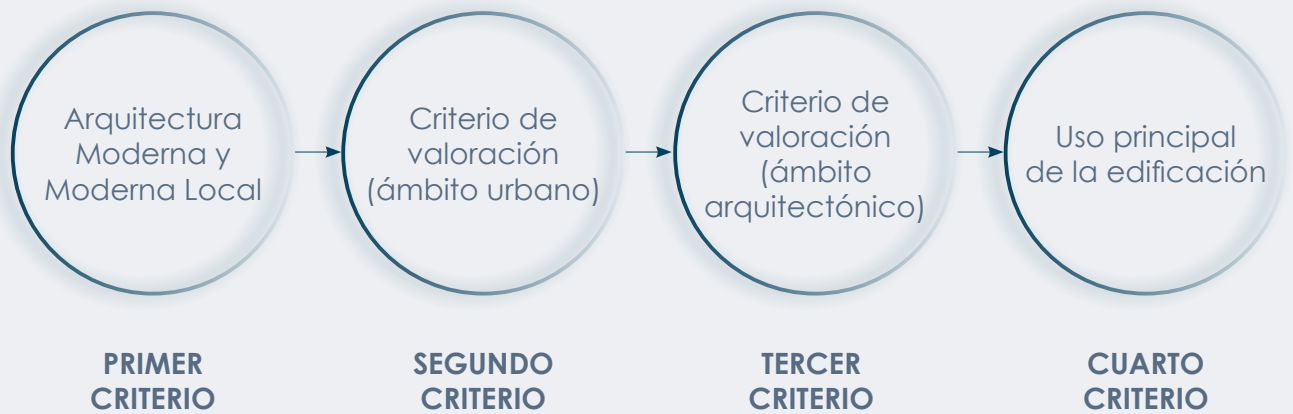 Arquitectura
Moderna y
Moderna Local
Criterio de
valoración
(ámbito urbano)
Criterio de
valoración
(ámbito
arquitectónico)
Uso principal
de la edificación
PRIMER
CRITERIO
SEGUNDO
CRITERIO
TERCER
CRITERIO
CUARTO
CRITERIO